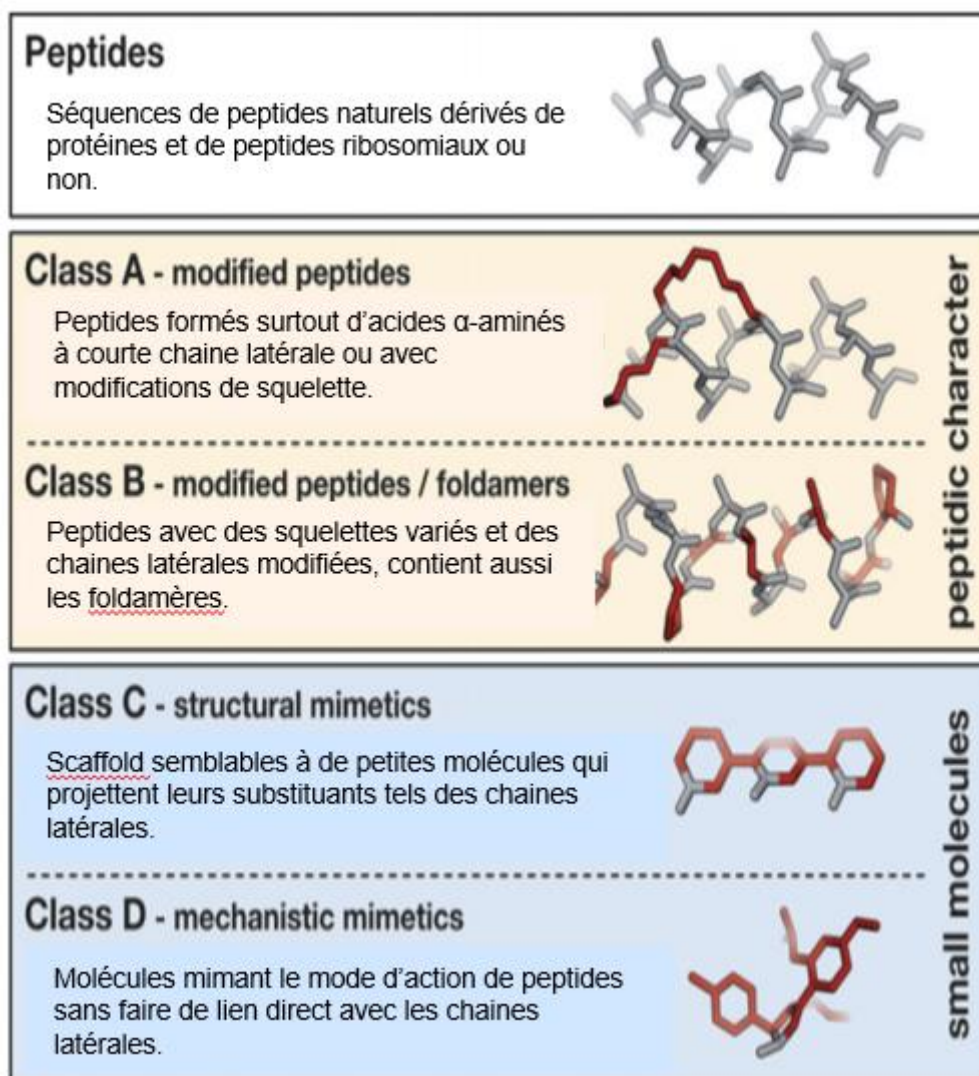 Peptides
Séquences de peptides naturels dérivés de
protéines et de peptides ribosomiaux ou
non.
Class A - modified peptides
Peptides formés surtout d'acides α-aminés
à courte chaine latérale ou avec
modifications de squelette.
Class B - modified peptides / foldamers
Peptides avec des squelettes variés et des
chaines latérales modifiées, contient aussi
les foldamères.
peptidic character
Class C - structural mimetics
Scaffold semblables à de petites molécules qui
projettent leurs substituants tels des chaines
latérales.
Class D - mechanistic mimetics
Molécules mimant le mode d'action de peptides
sans faire de lien direct avec les chaines
latérales.
small molecules